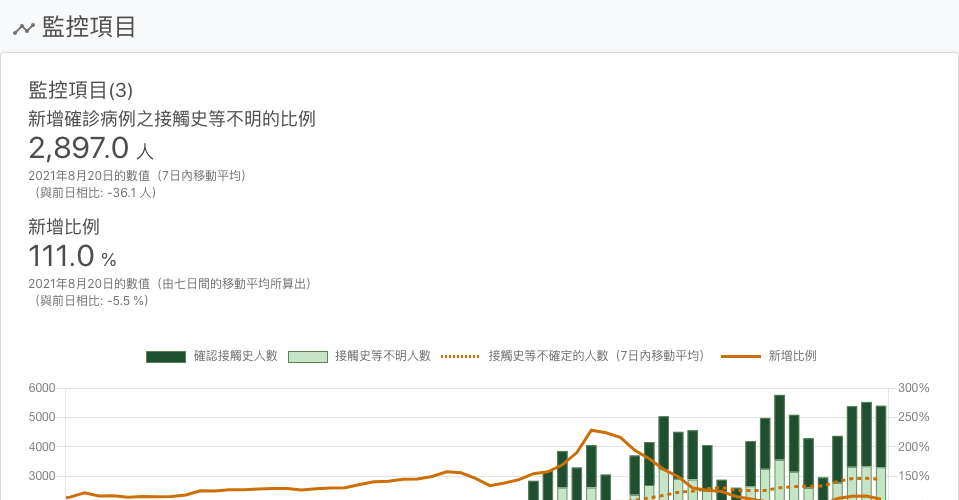 監控項目
監控項目(3)
新增確診病例之接觸史等不明的比例
2,897.0 人
2021年8月20日的數值（7日內移動平均）
（與前日相比: -36.1 人）
新增比例
111.0 %
2021年8月20日的數值（由七日間的移動平均所算出）
（與前日相比: -5.5 %）
確認接觸史人數 接觸史等不明人數 接觸史等不確定的人數（7日內移動平均） 新增比例
6000 300%
5000 250%
4000 200%
3000 150%